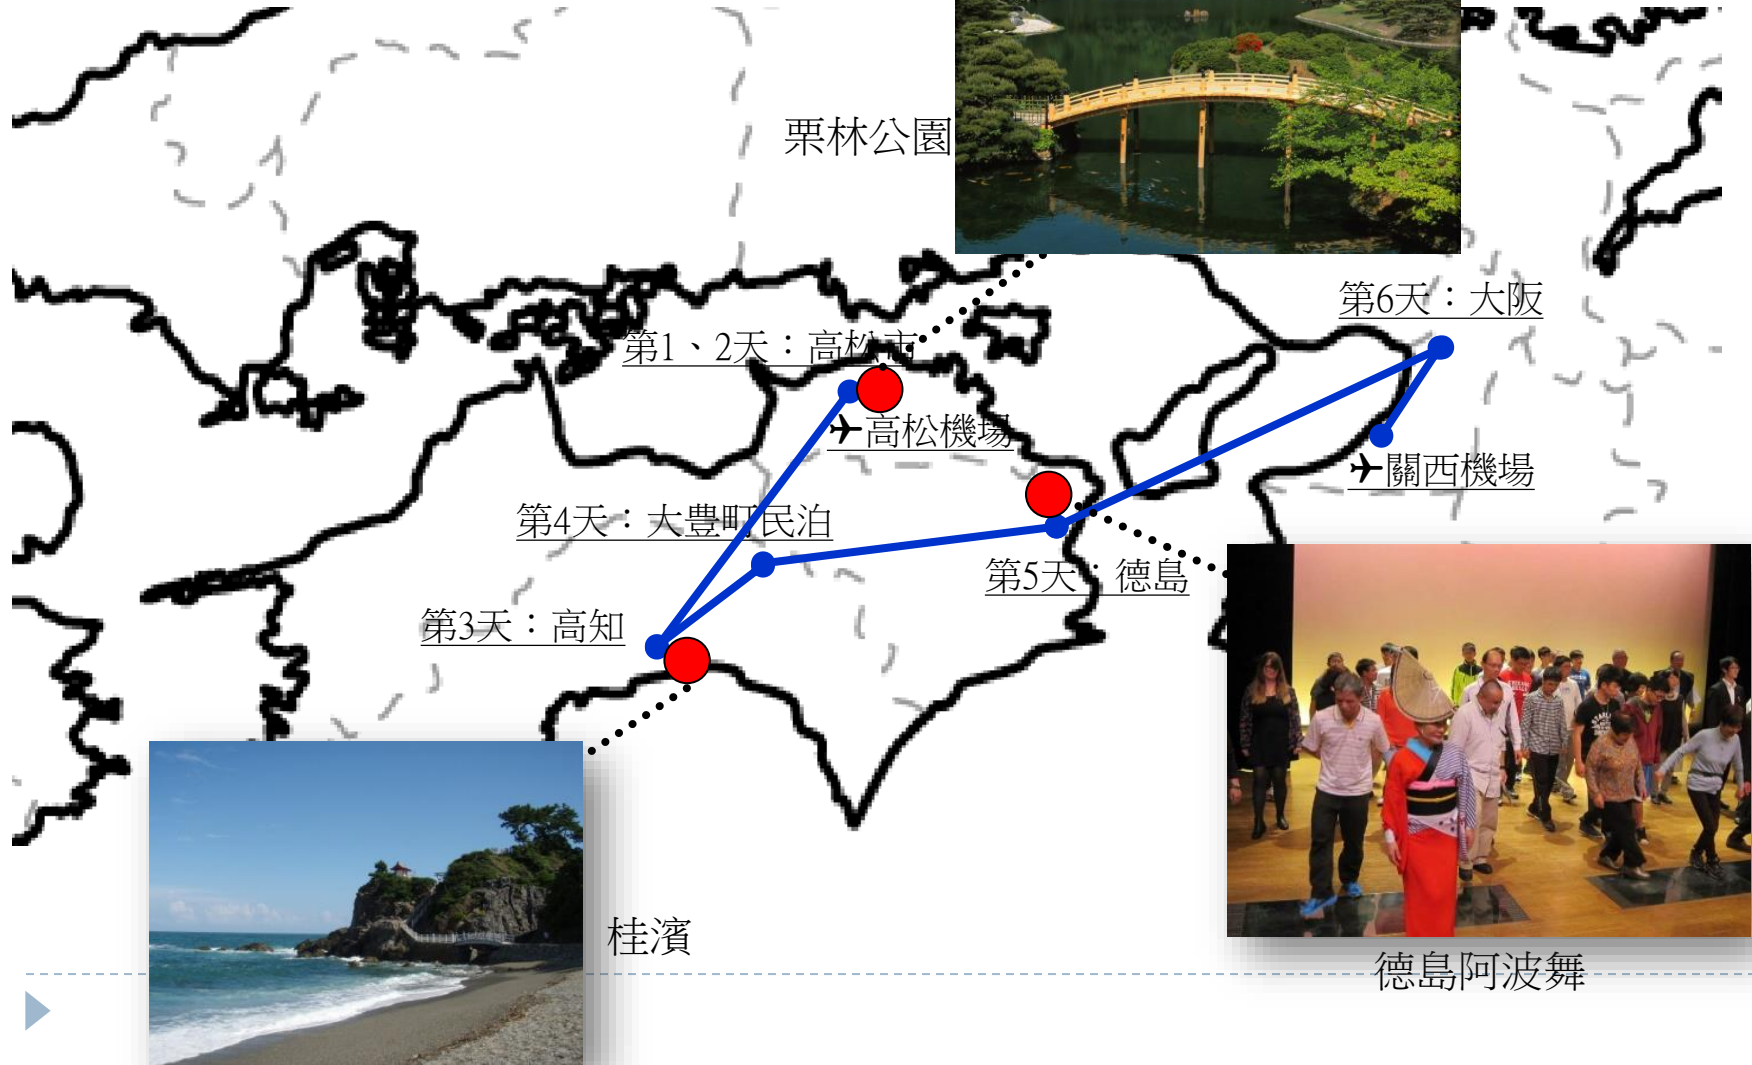 栗林公園
第6天：大阪
第1、2天：高松市
✈高松機場
✈關西機場
第4天：大豊町民泊
第5天：德島
第3天：高知
桂濱
德島阿波舞